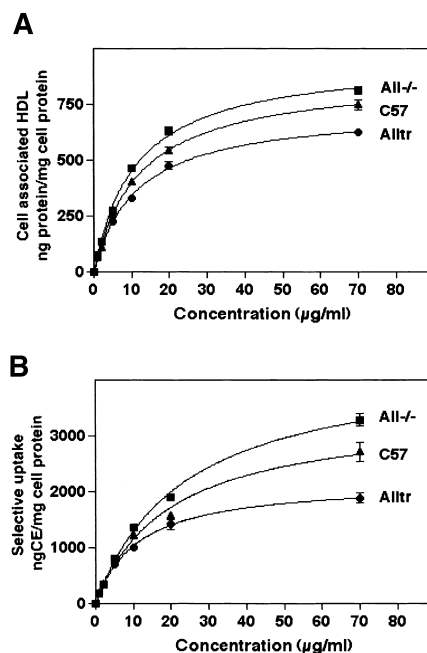 A
Cell associated HDL
ng protein/mg cell protein
750
500
250
0
AII-/-
C57
AIItr
0 10 20 30 40 50 60 70 80
Concentration (µg/ml)
B
Selective uptake
ngCE/mg cell protein
3000
2000
1000
0
AII-/-
C57
AIItr
0 10 20 30 40 50 60 70 80
Concentration (µg/ml)